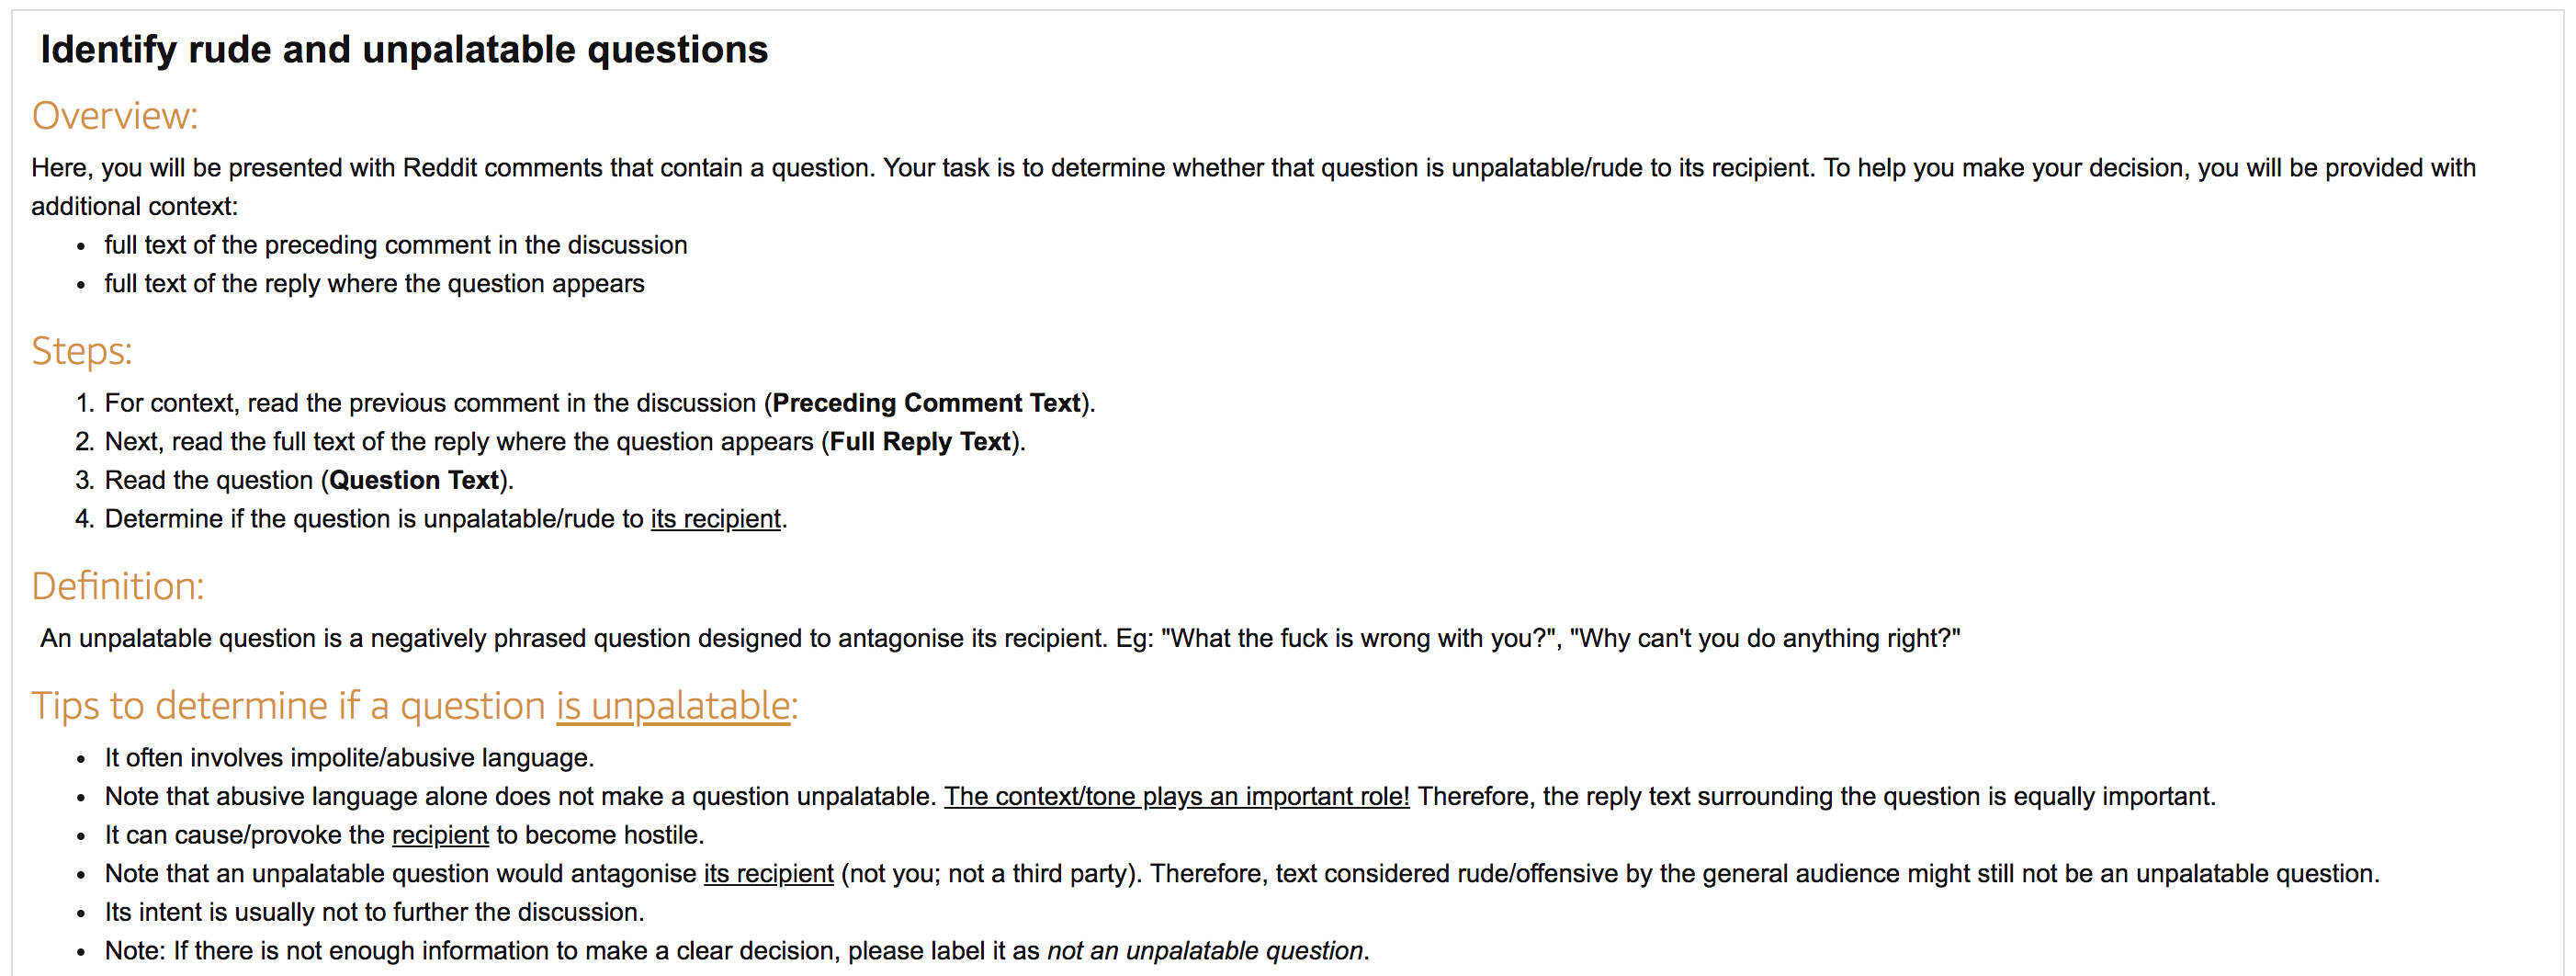 Identify rude and unpalatable questions
Overview:
Here, you will be presented with Reddit comments that contain a question. Your task is to determine whether that question is unpalatable/rude to its recipient. To help you make your decision, you will be provided with
additional context:
• full text of the preceding comment in the discussion
• full text of the reply where the question appears
Steps:
1. For context, read the previous comment in the discussion (Preceding Comment Text).
2. Next, read the full text of the reply where the question appears (Full Reply Text).
3. Read the question (Question Text).
4. Determine if the question is unpalatable/rude to its recipient.
Definition:
An unpalatable question is a negatively phrased question designed to antagonise its recipient. Eg: "What the fuck is wrong with you?", "Why can't you do anything right?"
Tips to determine if a question is unpalatable:
• It often involves impolite/abusive language.
• Note that abusive language alone does not make a question unpalatable. The context/tone plays an important role! Therefore, the reply text surrounding the question is equally important.
• It can cause/provoke the recipient to become hostile.
• Note that an unpalatable question would antagonise its recipient (not you; not a third party). Therefore, text considered rude/offensive by the general audience might still not be an unpalatable question.
• Its intent is usually not to further the discussion.
• Note: If there is not enough information to make a clear decision, please label it as not an unpalatable question.